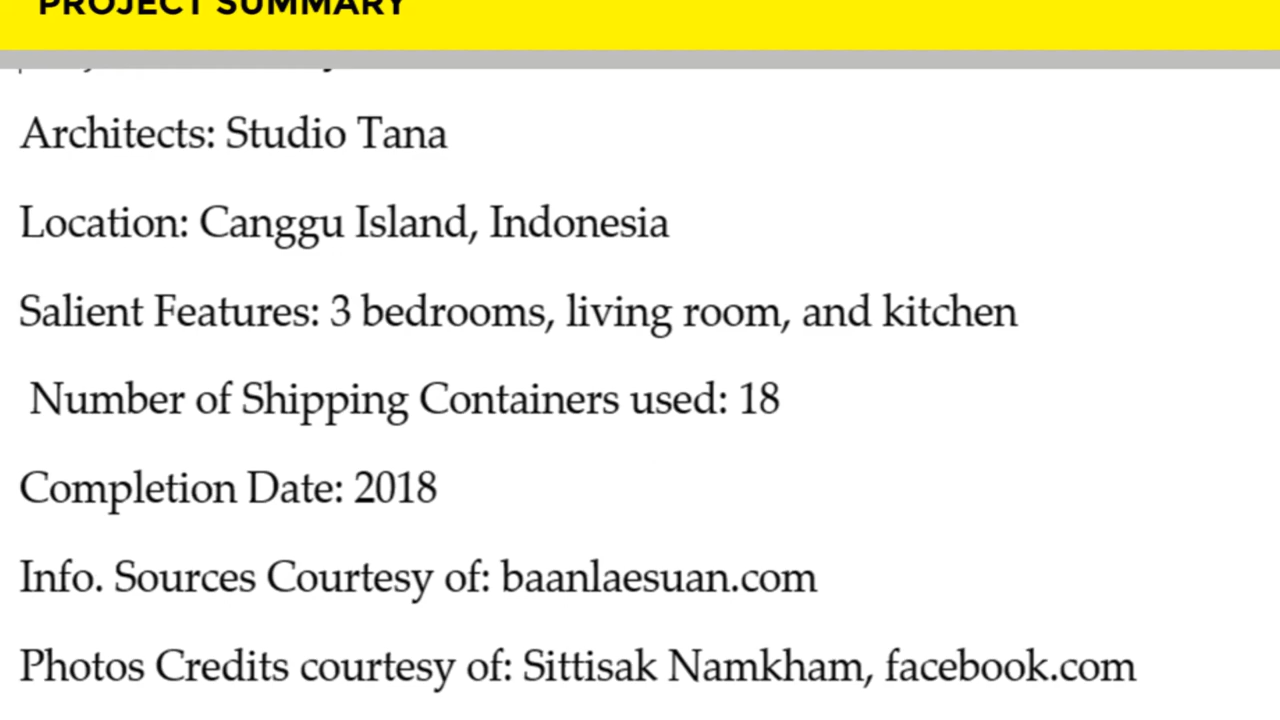 PROJECT SUMMARY
Architects: Studio Tana
Location: Canggu Island, Indonesia
Salient Features: 3 bedrooms, living room, and kitchen
Number of Shipping Containers used: 18
Completion Date: 2018
Info. Sources Courtesy of: baanlaesuan.com
Photos Credits courtesy of: Sittisak Namkham, facebook.com